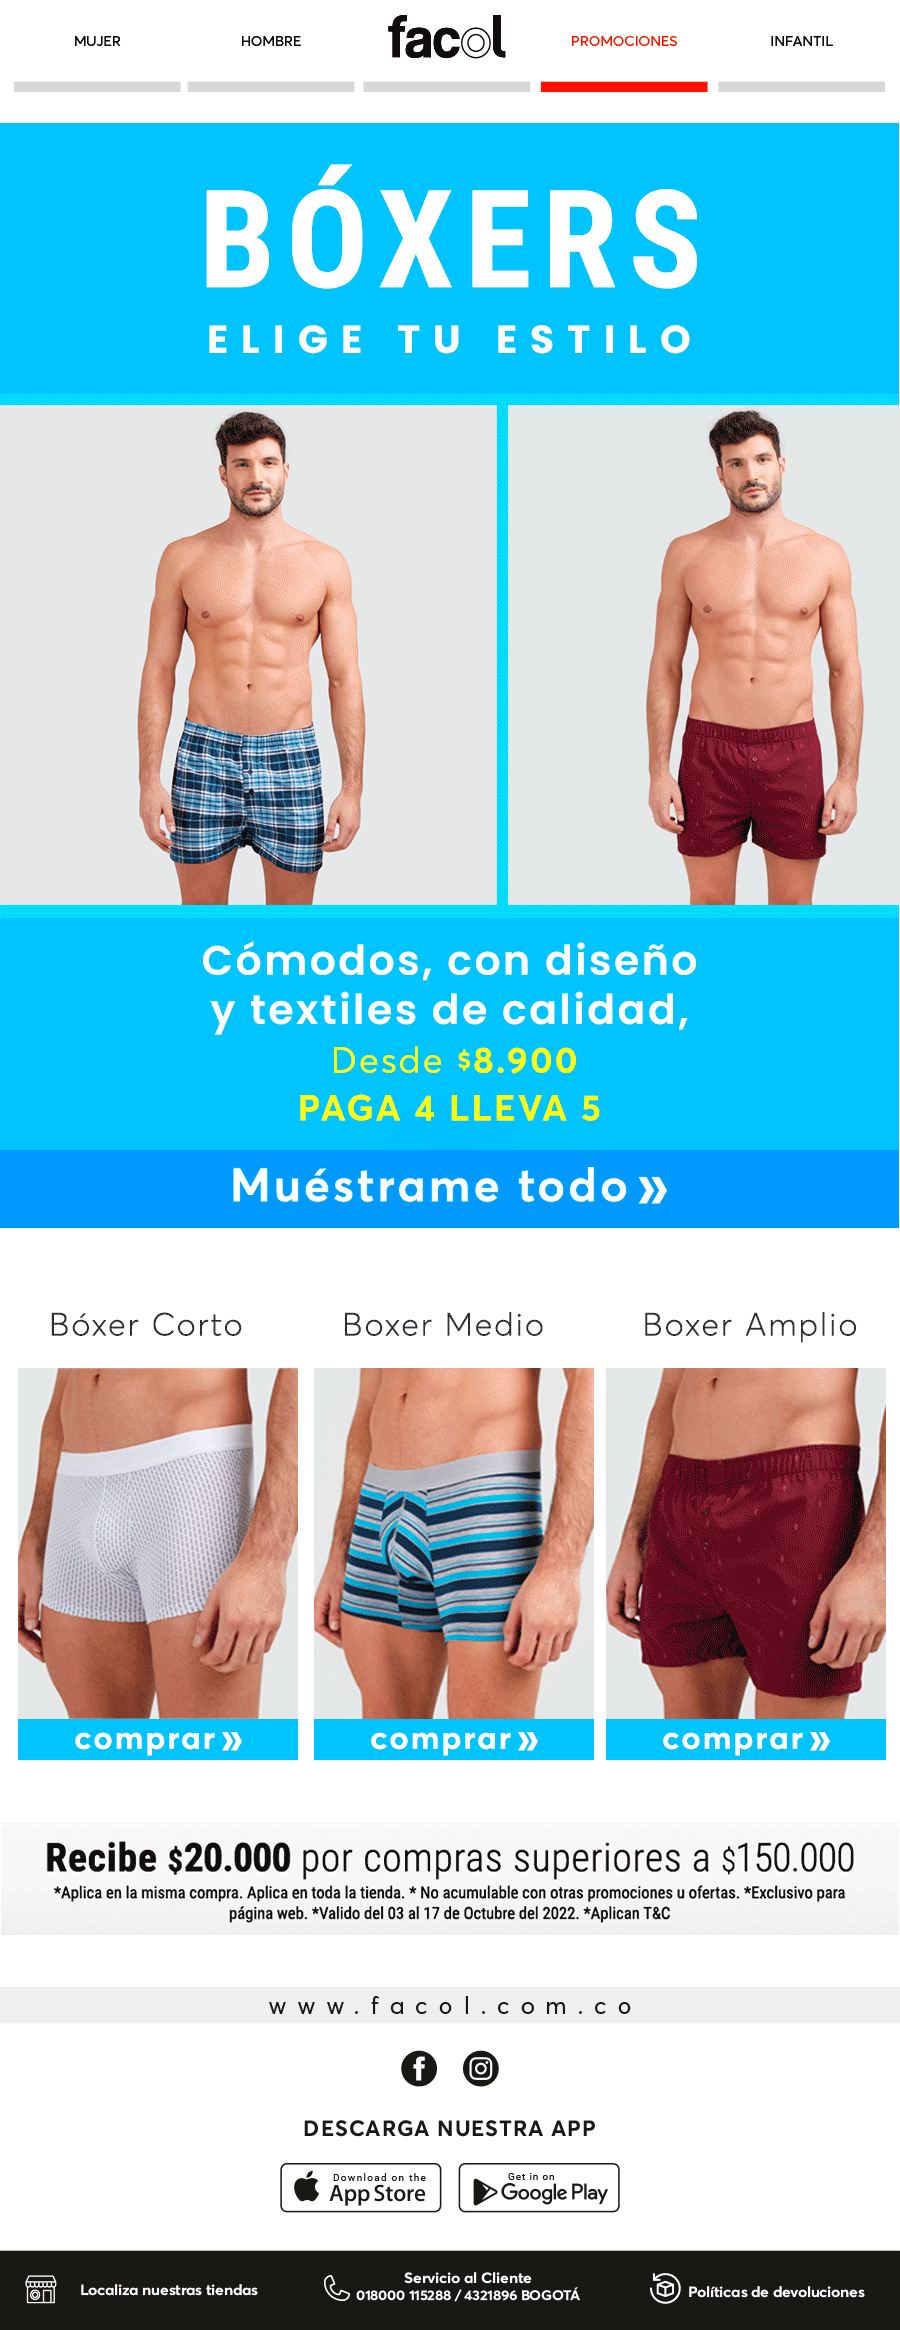 MUJER
HOMBRE
facol
PROMOCIONES
INFANTIL
BÓXERS
ELIGE TU ESTILO
Cómodos, con diseño
y textiles de calidad,
Desde $8.900
PAGA 4 LLEVA 5
Muéstrame todo»
Bóxer Corto
Boxer Medio
Boxer Amplio
comprar»
comprar»
comprar»
Recibe $20.000 por compras superiores a $150.000
*Aplica en la misma compra. Aplica en toda la tienda. * No acumulable con otras promociones u ofertas. *Exclusivo para
página web. *Valido del 03 al 17 de Octubre del 2022. *Aplican T&C
www.facol.com.co
DESCARGA NUESTRA APP
Download on the
App Store
Get in on
Google Play
Localiza nuestras tiendas
Servicio al Cliente
018000 115288 / 4321896 BOGOTÁ
Políticas de devoluciones